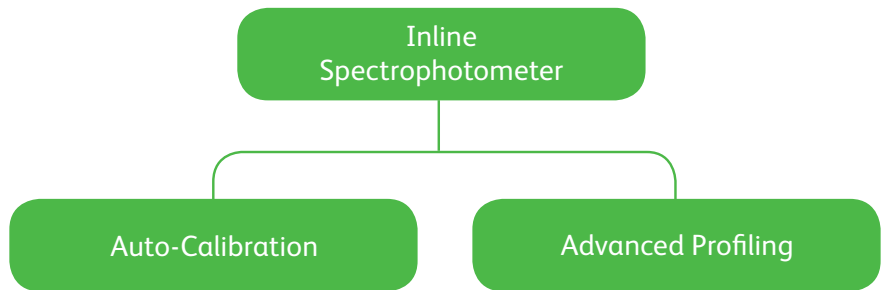 Inline
Spectrophotometer
Auto-Calibration
Advanced Profiling